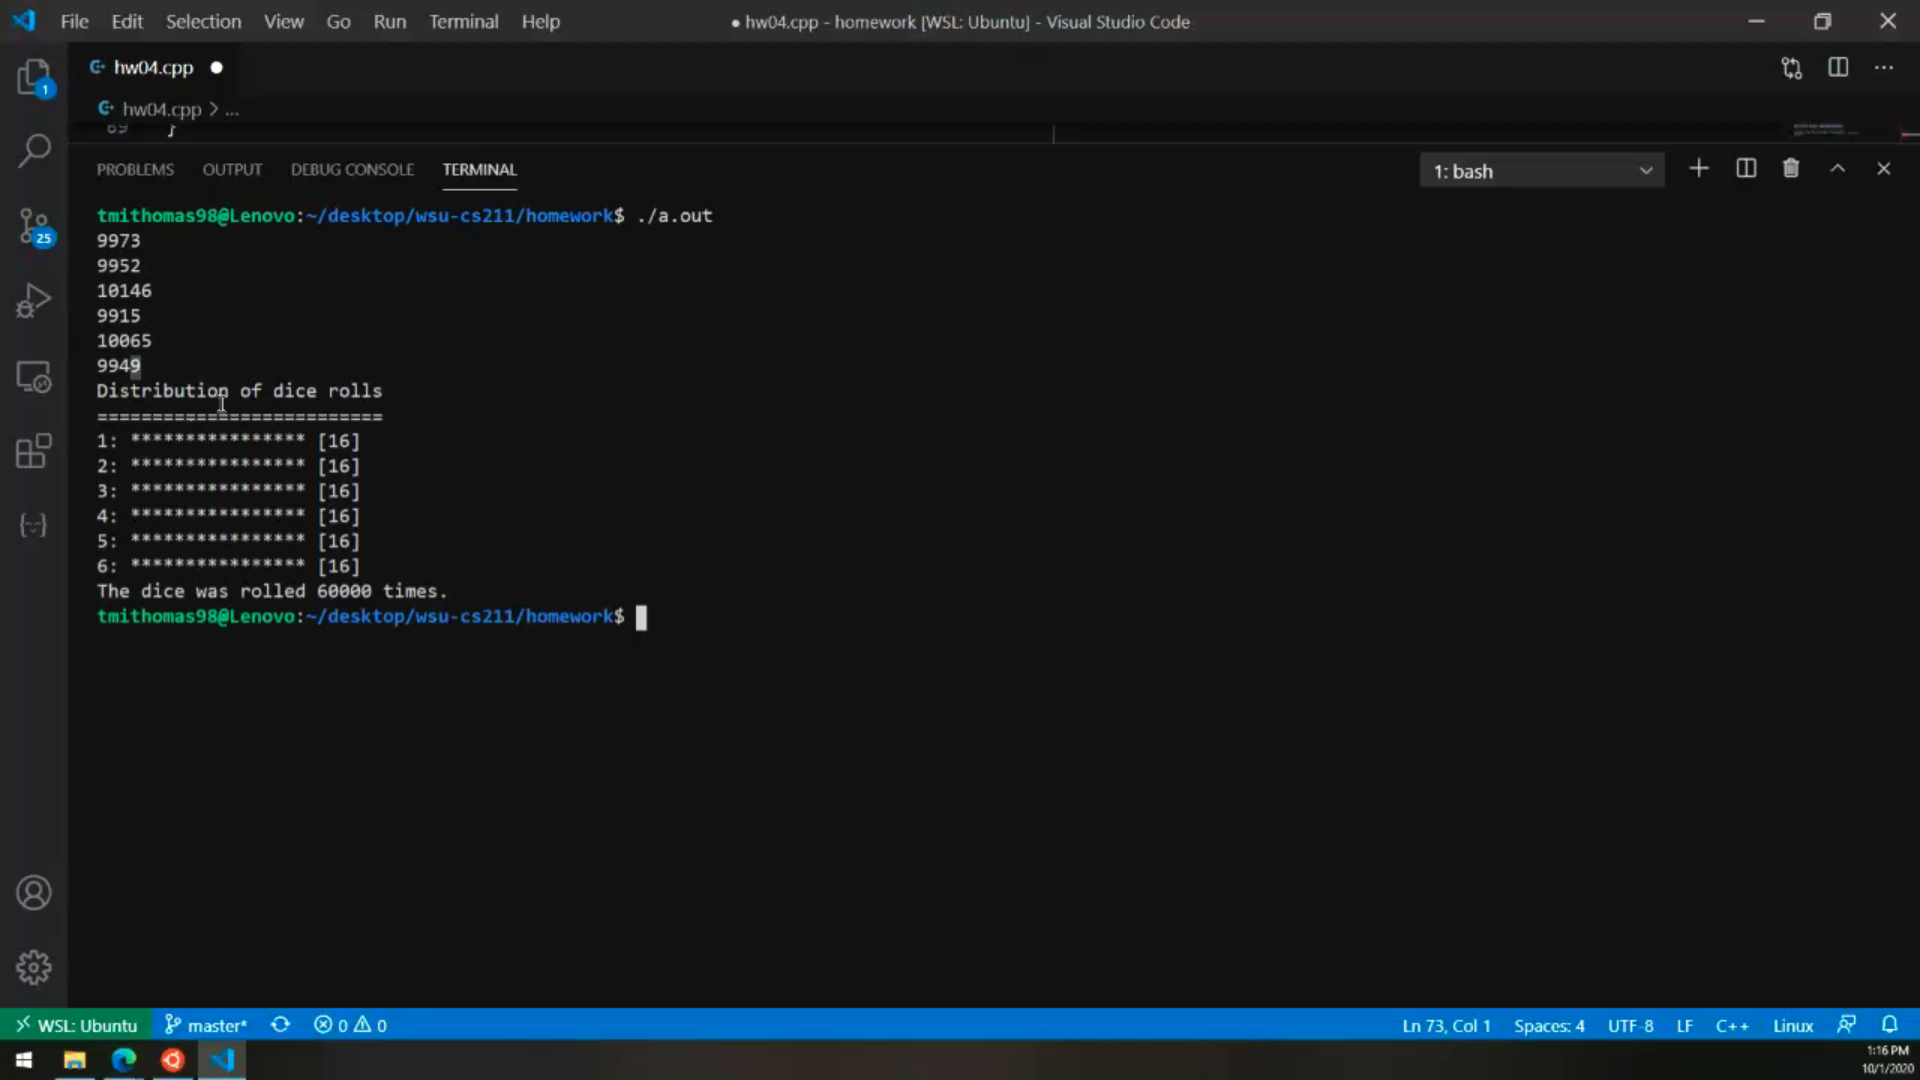 File Edit Selection View Go Run Terminal Help
● hw04.cpp - homework [WSL: Ubuntu] - Visual Studio Code
hw04.cpp ●
1
hw04.cpp > ...
69 }
PROBLEMS OUTPUT DEBUG CONSOLE TERMINAL
1: bash
25
tmithomas98@Lenovo:~/desktop/wsu-cs211/homework$ ./a.out
9973
9952
10146
9915
10065
9949
Distribution of dice rolls
==========================
1: **************** [16]
2: **************** [16]
3: **************** [16]
4: **************** [16]
5: **************** [16]
6: **************** [16]
The dice was rolled 60000 times.
tmithomas98@Lenovo:~/desktop/wsu-cs211/homework$
WSL: Ubuntu master* 0 0
Ln 73, Col 1 Spaces: 4 UTF-8 LF C++ Linux
1:16 PM
10/1/2020